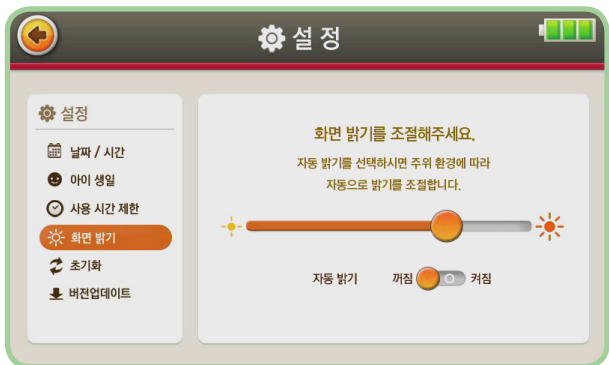 설정
설정
날짜 / 시간
아이 생일
사용 시간 제한
화면 밝기
초기화
버전업데이트
화면 밝기를 조절해주세요.
자동 밝기를 선택하시면 주위 환경에 따라
자동으로 밝기를 조절합니다.
자동 밝기 꺼짐 켜짐